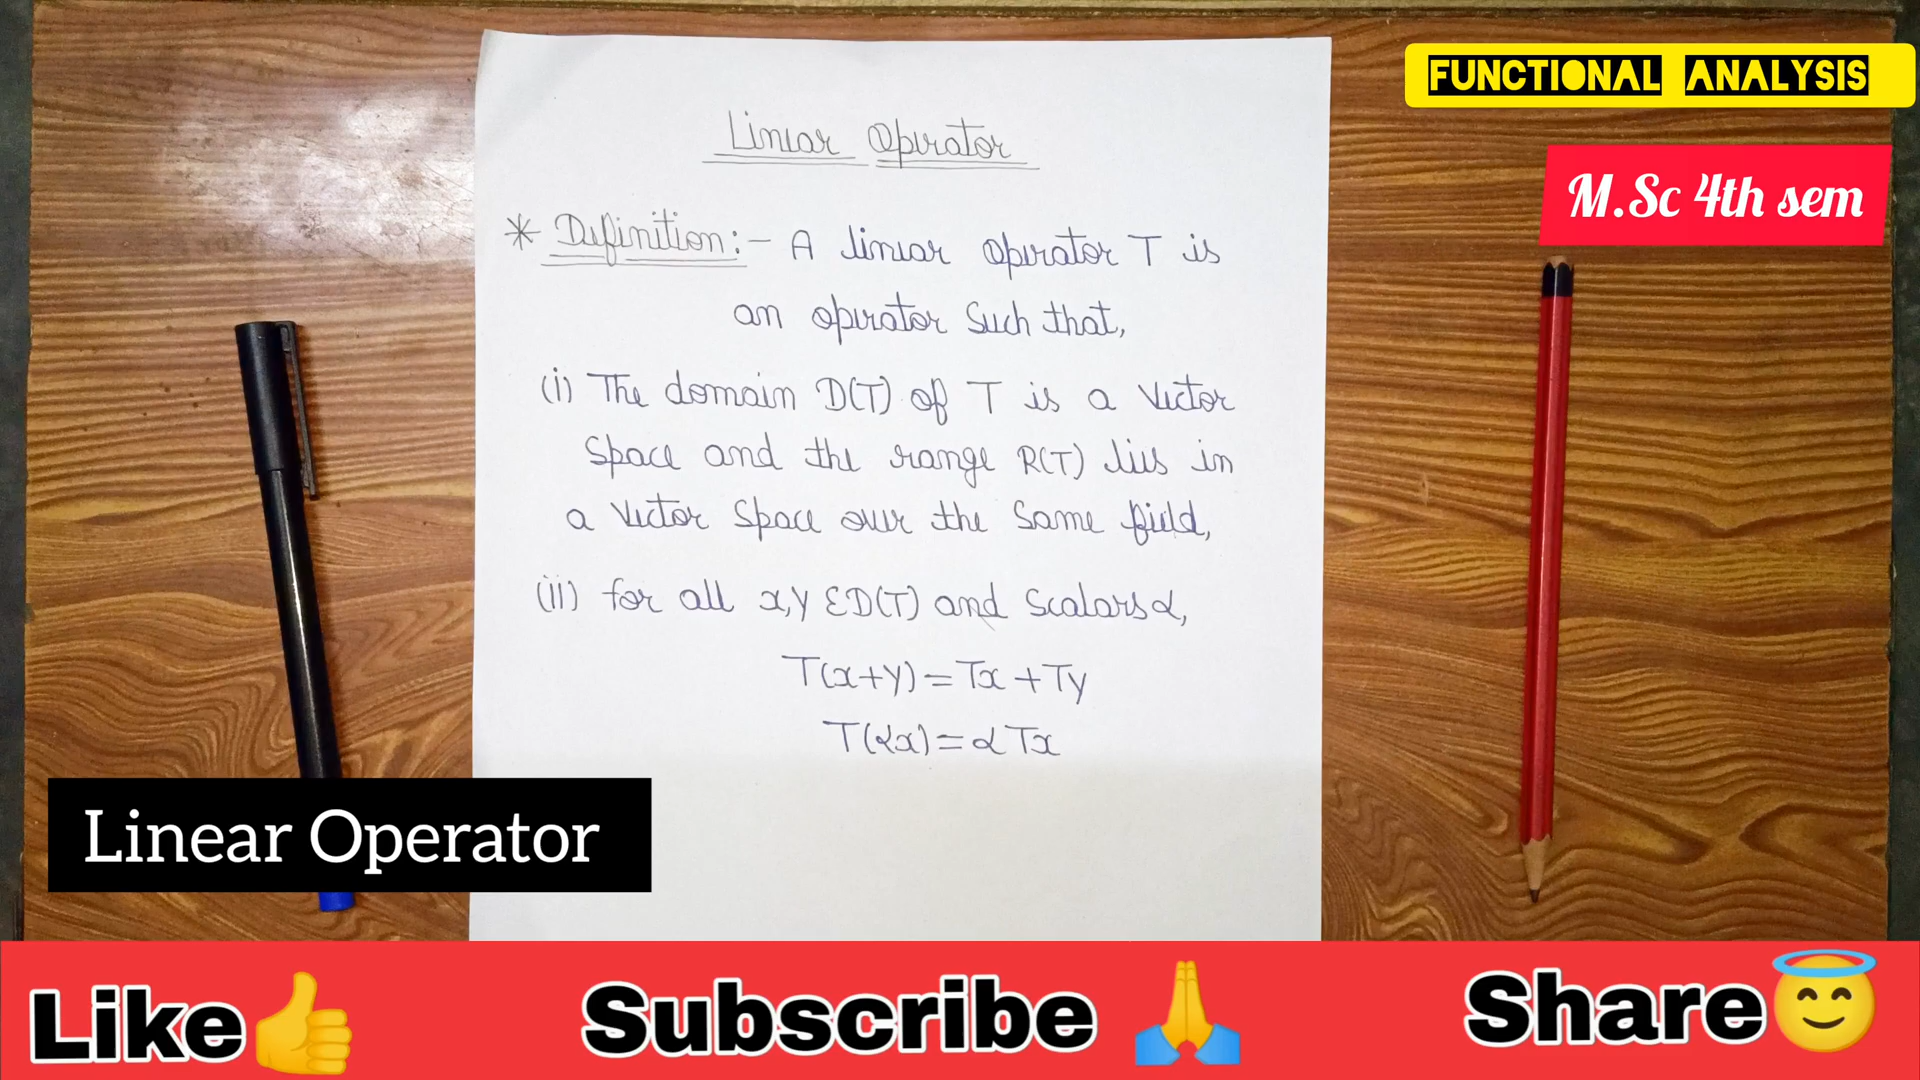 FUNCTIONAL ANALYSIS
M.Sc 4th sem
Linear Operator
* Definition:- A linear operator T is
an operator Such that,
(i) The domain D(T) of T is a Vector
Space and the range R(T) lies in
a Vector Space over the Same field,
(ii) for all x,y ∈ D(T) and Scalars α,
T(x+y)=Tx+Ty
T(αx)=αTx
Linear Operator
Like👍 Subscribe 🙏 Share😇